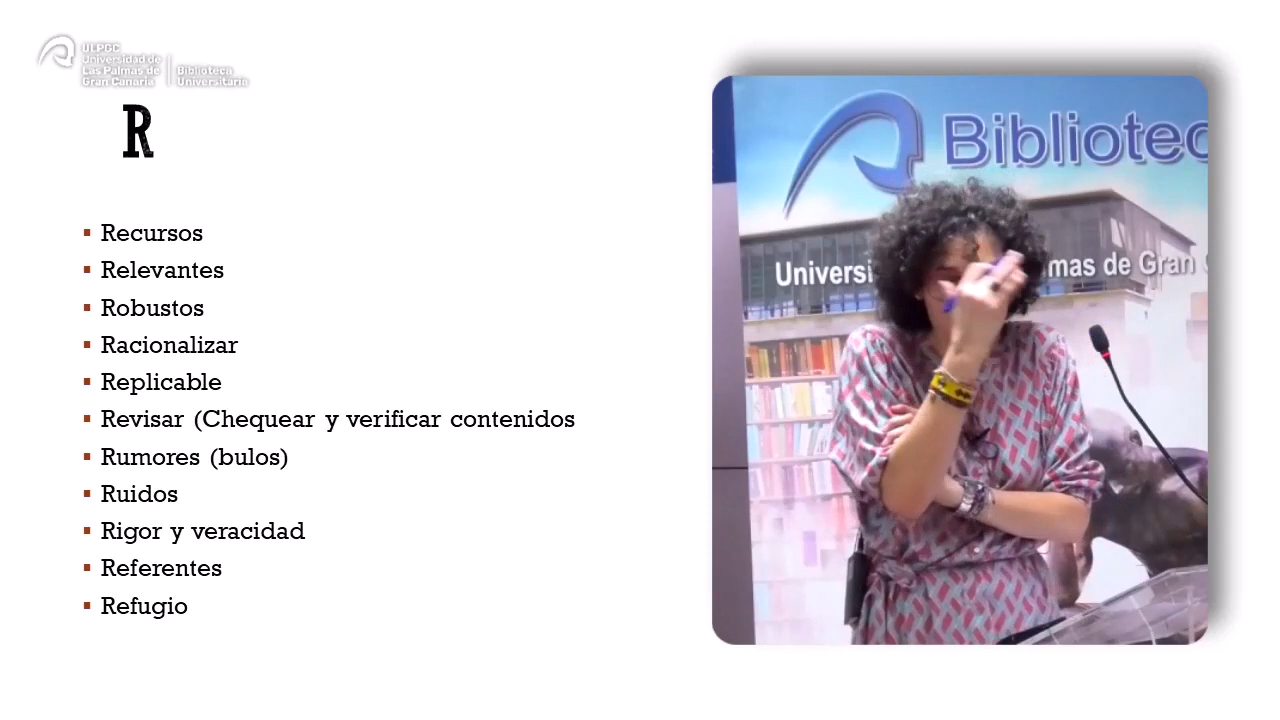 ULPGC
Universidad de
Las Palmas de
Gran Canaria
Biblioteca
Universitaria
R
Recursos
Relevantes
Robustos
Racionalizar
Replicable
Revisar (Chequear y verificar contenidos
Rumores (bulos)
Ruidos
Rigor y veracidad
Referentes
Refugio
Bibliotec
Universi mas de Gran